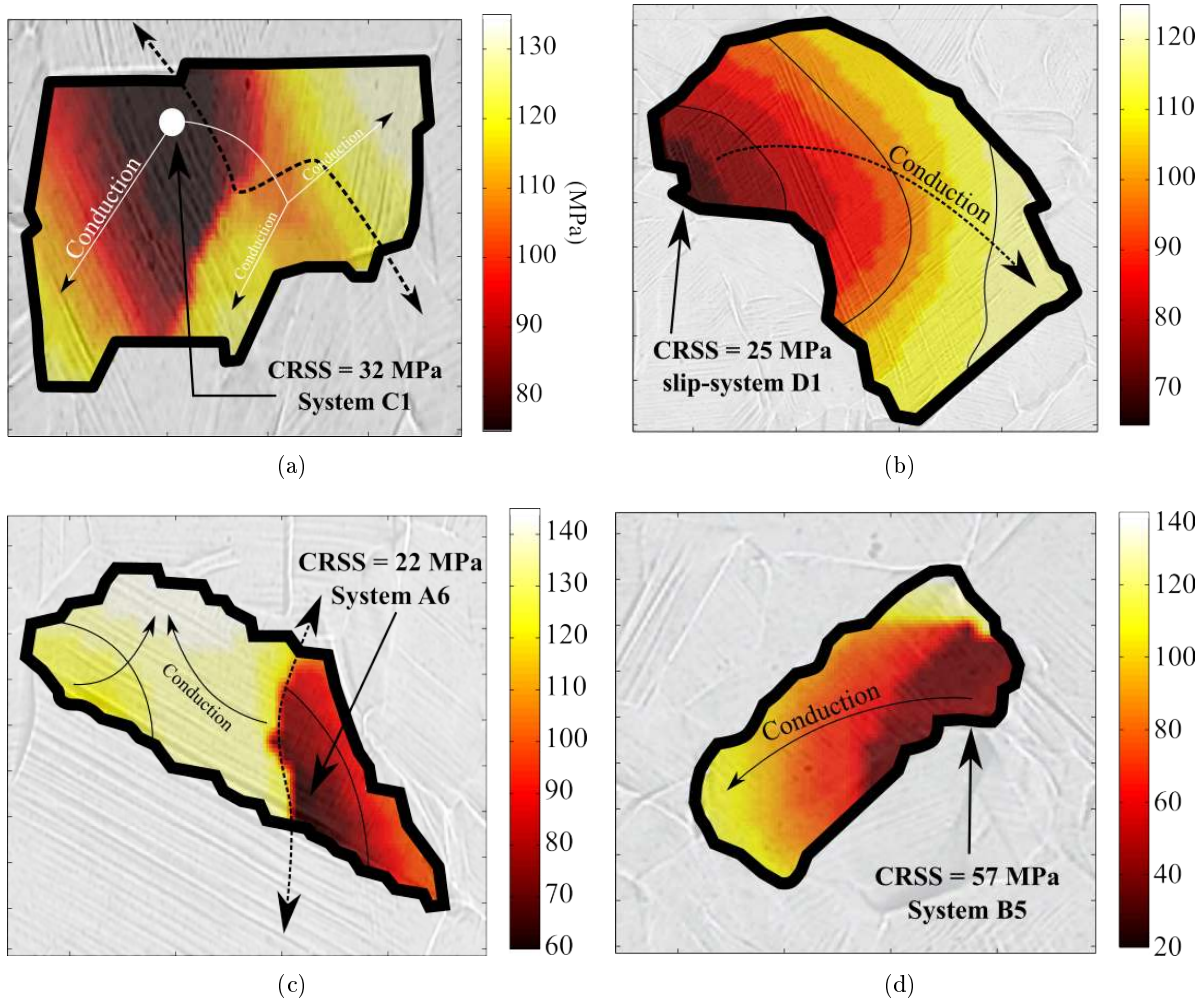 130
120
110
100
90
80
(MPa)
Conduction
Conduction
Conduction
CRSS = 32 MPa
System C1
(a)
120
110
100
90
80
70
Conduction
CRSS = 25 MPa
slip-system D1
(b)
140
130
120
110
100
90
80
70
60
CRSS = 22 MPa
System A6
Conduction
(c)
140
120
100
80
60
40
20
Conduction
CRSS = 57 MPa
System B5
(d)